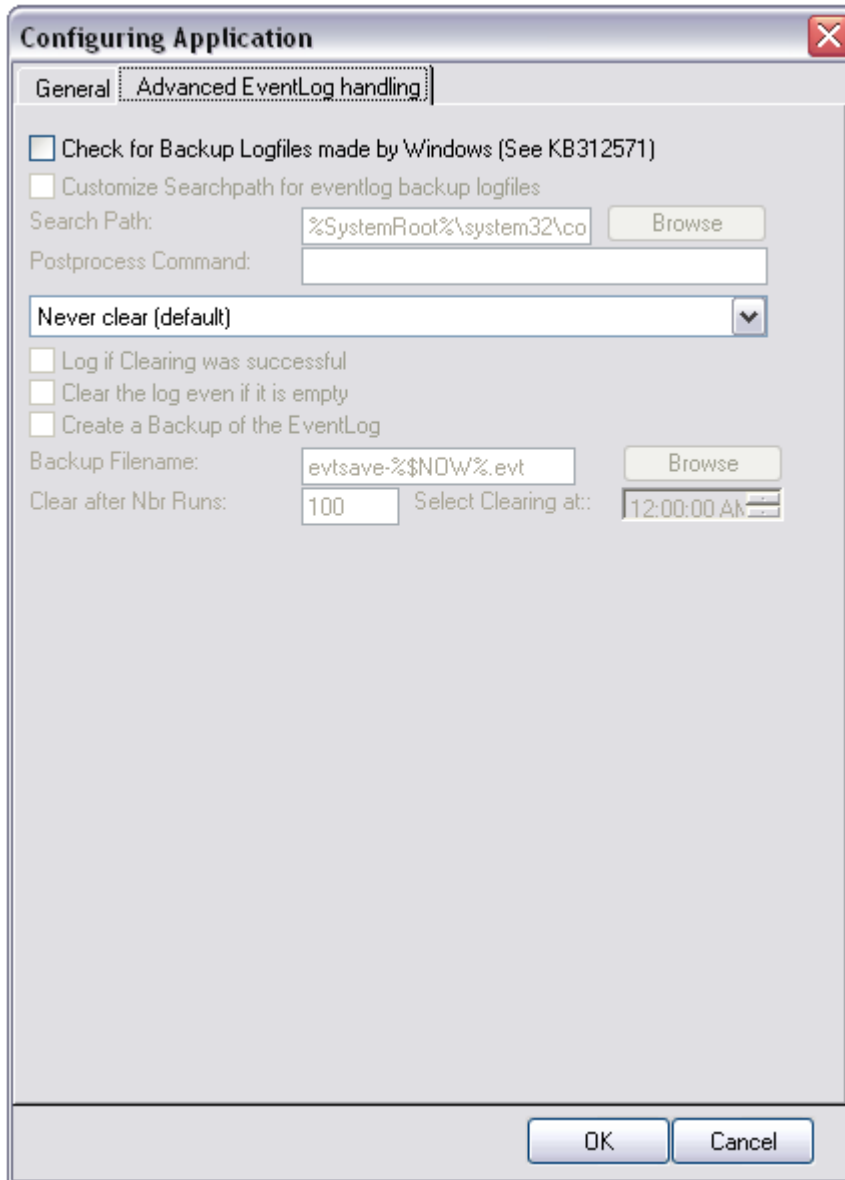 Configuring Application
General Advanced EventLog handling
Check for Backup Logfiles made by Windows (See KB312571)
Customize Searchpath for eventlog backup logfiles
Search Path: %SystemRoot%\system32\co Browse
Postprocess Command:
Never clear (default)
Log if Clearing was successful
Clear the log even if it is empty
Create a Backup of the EventLog
Backup Filename: evtsave-%$NOW%.evt Browse
Clear after Nbr Runs: 100 Select Clearing at:: 12:00:00 AM
OK Cancel